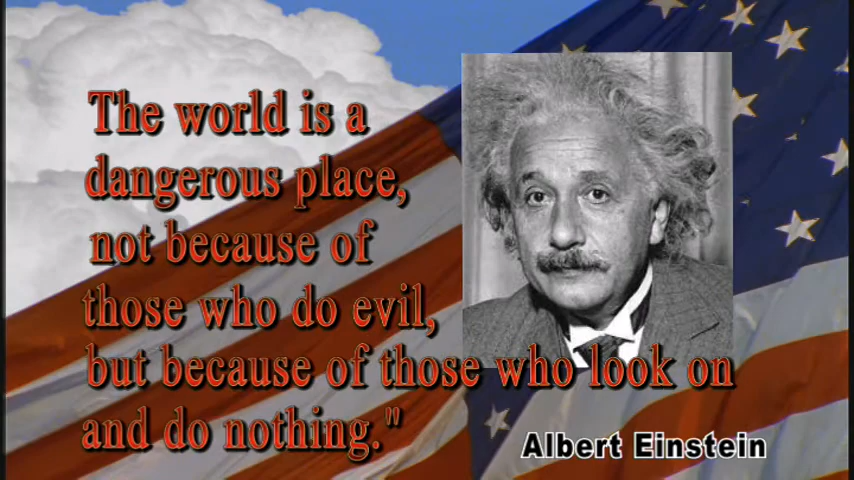 The world is a
dangerous place,
not because of
those who do evil,
but because of those who look on
and do nothing."
Albert Einstein